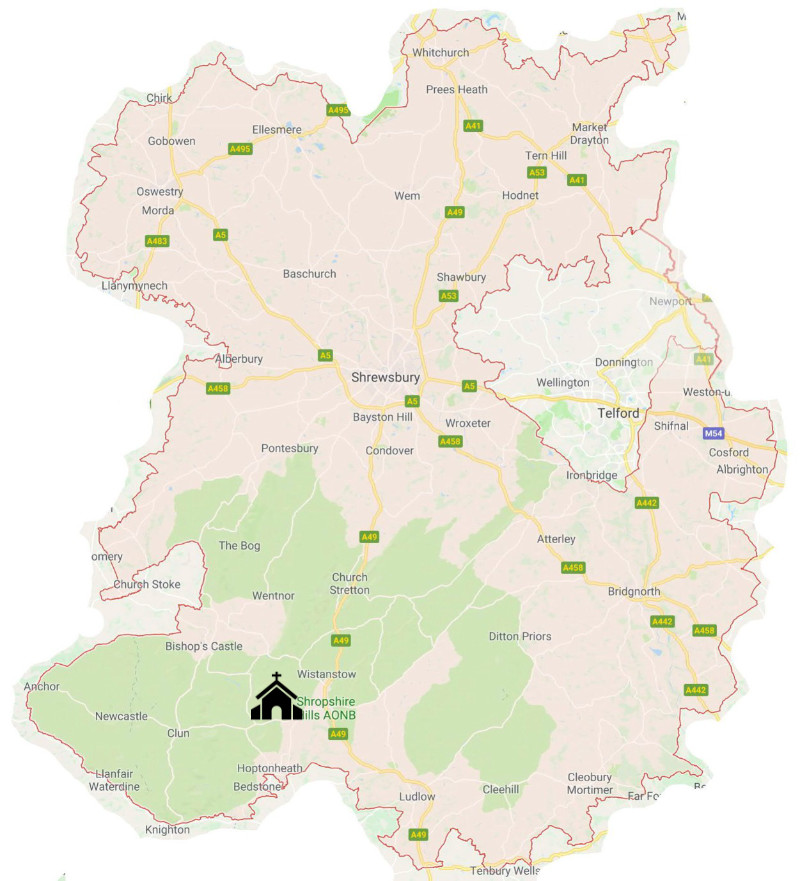 M
Whitchurch
Prees Heath
Chirk
A495
Ellesmere
A41
Market
Drayton
Gobowen
A495
Tern Hill
A53
A41
Oswestry
Wem
Hodnet
Morda
A49
A5
A483
Baschurch
Shawbury
Llanymynech
A53
Newport
Alberbury
A5
A41
Donnington
Shrewsbury
Wellington
A458
A5
Weston-u
A5
Telford
Bayston Hill
Wroxeter
Shifnal
M54
A458
Pontesbury
Condover
Cosford
Albrighton
Ironbridge
A442
The Bog
A49
Atterley
omery
A458
Church Stoke
Church
Stretton
Wentnor
Bridgnorth
A442
A458
Ditton Priors
A49
Bishop's Castle
Wistanstow
Anchor
A442
Shropshire
ills AONB
Newcastle
Clun
A49
Hoptonheath
Llanfair
Waterdine
Bedstone
Cleobury
Mortimer
Cleehill
Ludlow
Far Fo
Knighton
A49
Tenbury Wells